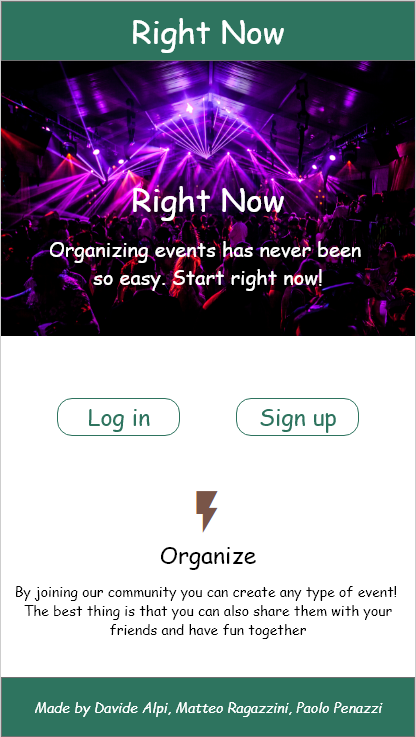 Right Now
Right Now
Organizing events has never been
so easy. Start right now!
Log in
Sign up
Organize
By joining our community you can create any type of event!
The best thing is that you can also share them with your
friends and have fun together
Made by Davide Alpi, Matteo Ragazzini, Paolo Penazzi